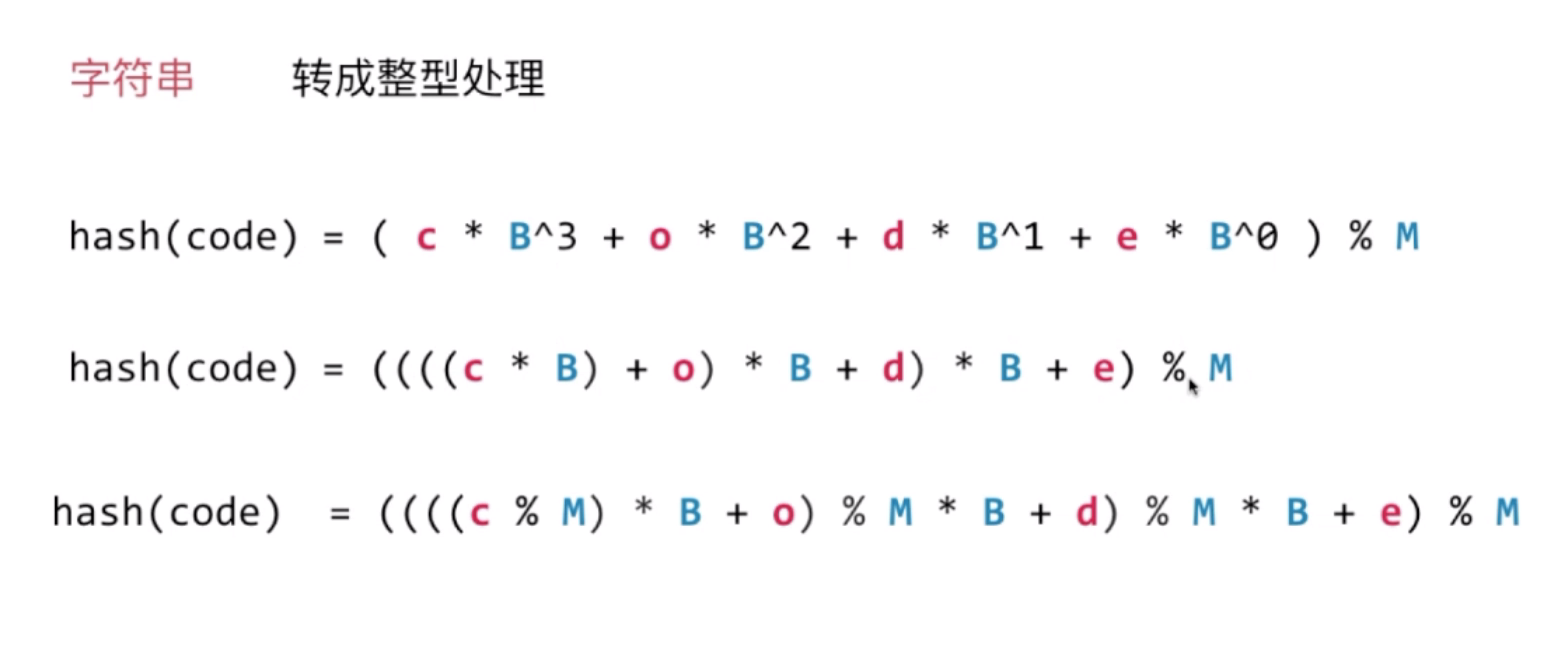 字符串 转成整型处理
hash(code) = ( c * B^3 + o * B^2 + d * B^1 + e * B^0 ) % M
hash(code) = ((((c * B) + o) * B + d) * B + e) % M
hash(code) = ((((c % M) * B + o) % M * B + d) % M * B + e) % M